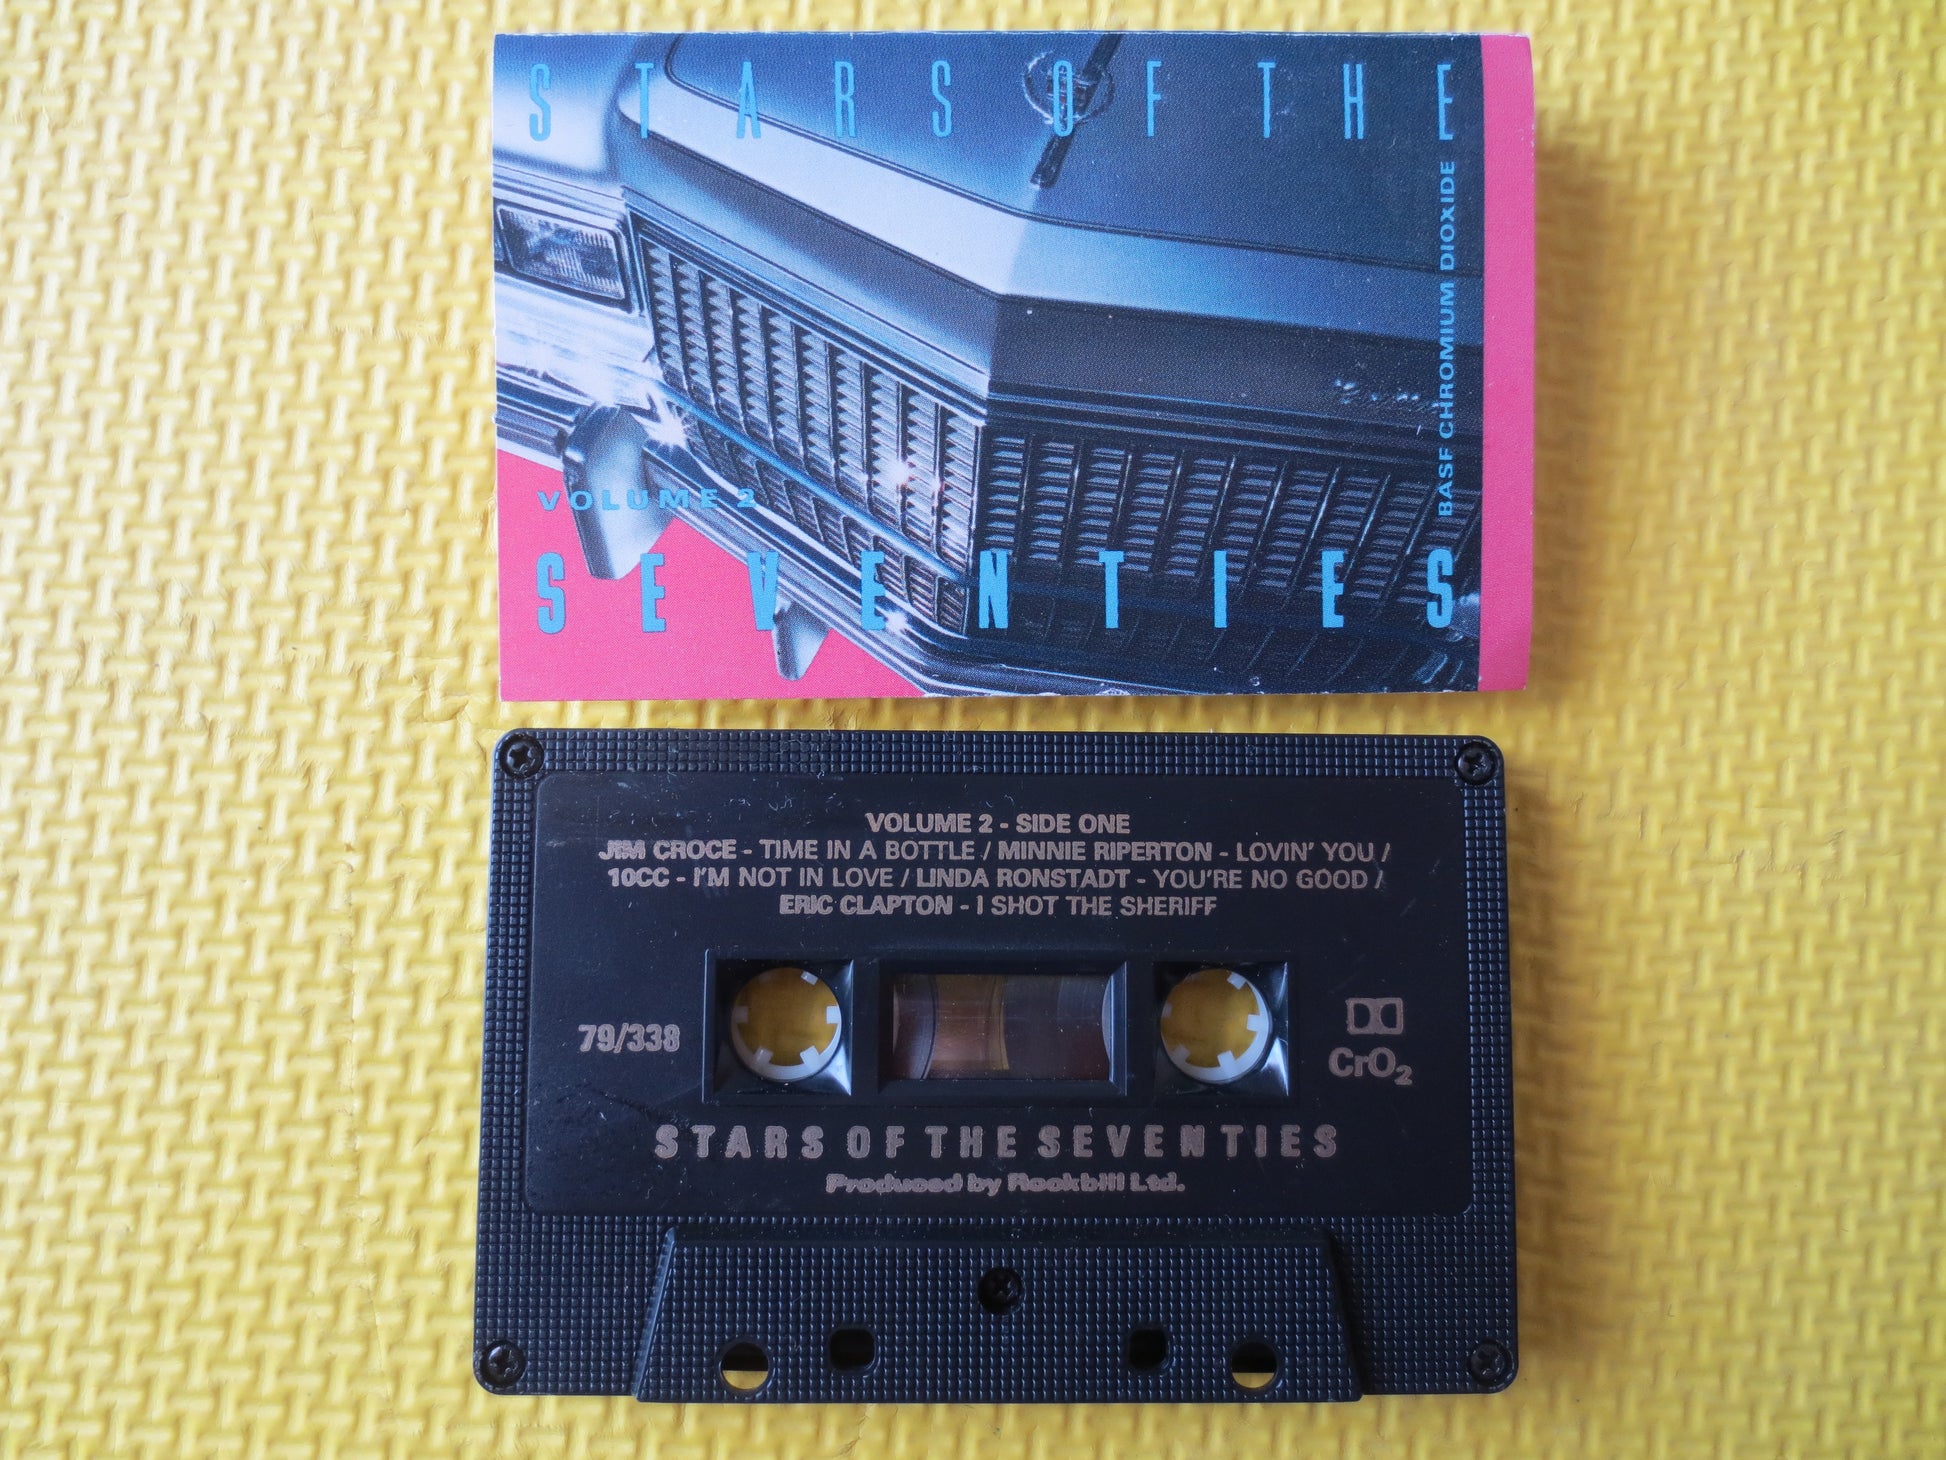 STARS OF THE
BASF CHROMIUM DIOXIDE
VOLUME 2
SEVENTIES
VOLUME 2 - SIDE ONE
JIM CROCE - TIME IN A BOTTLE / MINNIE RIPERTON - LOVIN' YOU /
10CC - I'M NOT IN LOVE / LINDA RONSTADT - YOU'RE NO GOOD /
ERIC CLAPTON - I SHOT THE SHERIFF
79/338
CrO2
STARS OF THE SEVENTIES
Produced by Rockbill Ltd.